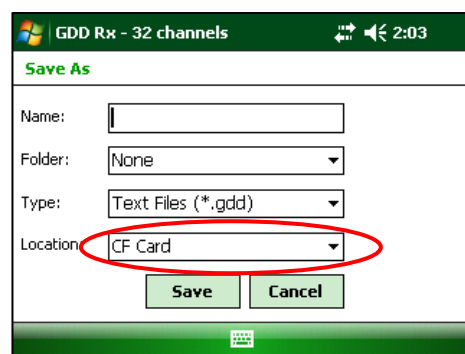 GDD Rx - 32 channels 2:03
Save As
Name:
Folder: None
Type: Text Files (*.gdd)
Location: CF Card
Save Cancel